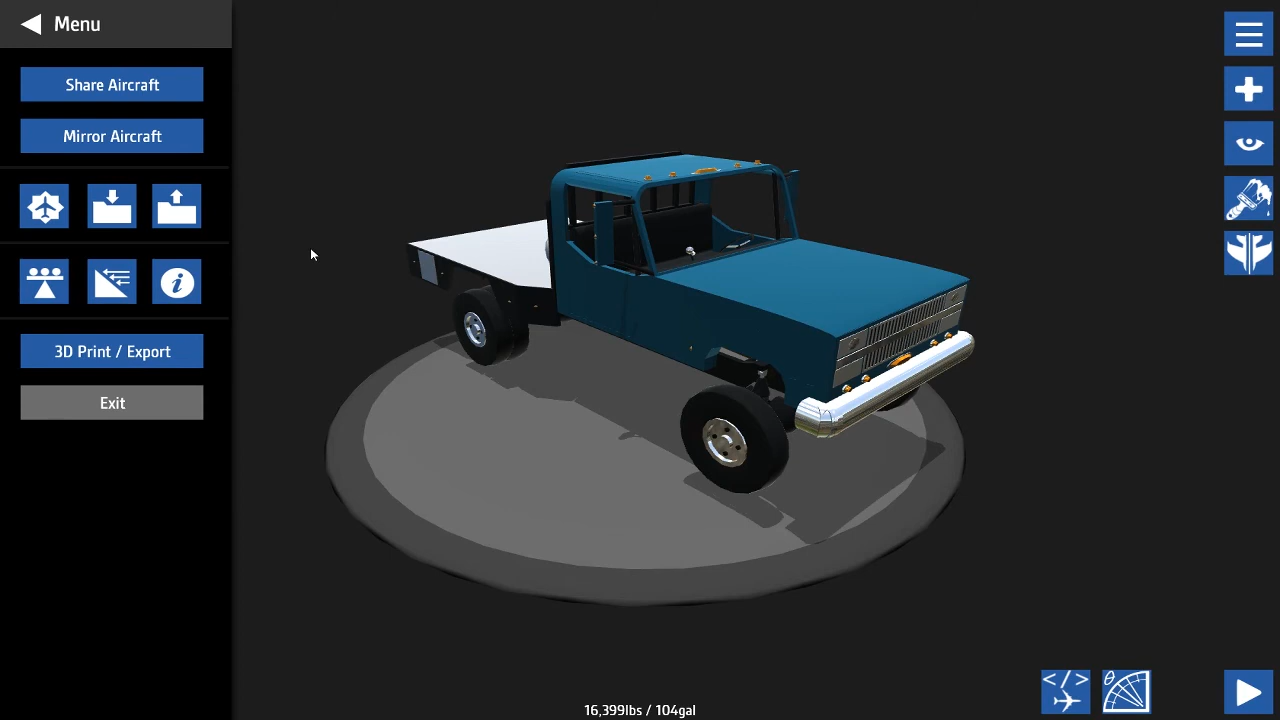 Menu
Share Aircraft
Mirror Aircraft
3D Print / Export
Exit
16,399lbs / 104gal